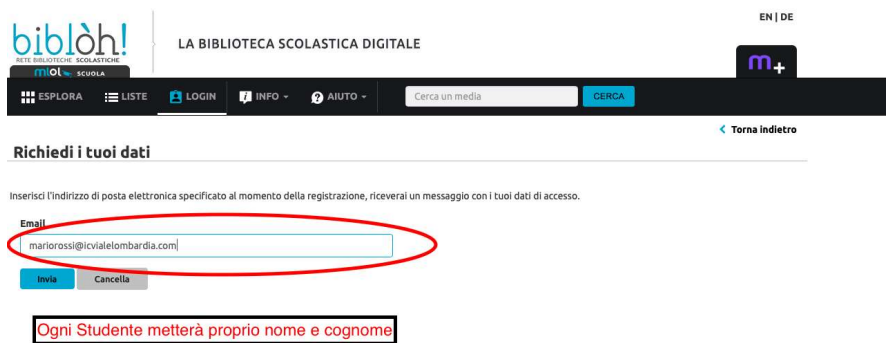 EN | DE
biblòh!
RETE BIBLIOTECHE SCOLASTICHE
mlol SCUOLA
LA BIBLIOTECA SCOLASTICA DIGITALE
m+
ESPLORA LISTE LOGIN INFO AIUTO Cerca un media CERCA
Torna indietro
Richiedi i tuoi dati
Inserisci l'indirizzo di posta elettronica specificato al momento della registrazione, riceverai un messaggio con i tuoi dati di accesso.
Email
mariorossi@icvialelombardia.com
Invia Cancella
Ogni Studente metterà proprio nome e cognome